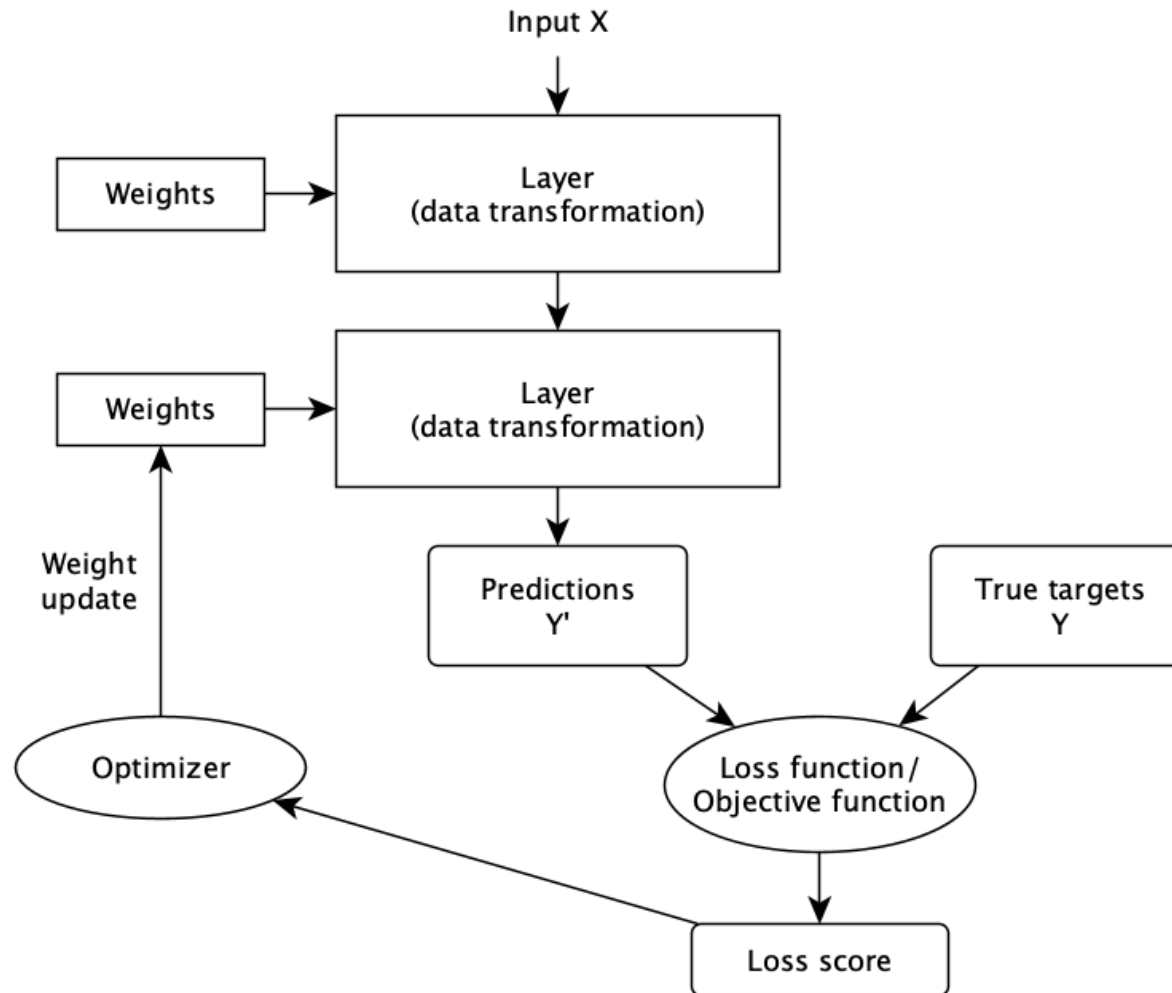 Input X
Weights
Layer
(data transformation)
Weights
Layer
(data transformation)
Weight
update
Predictions
Y'
True targets
Y
Optimizer
Loss function/
Objective function
Loss score